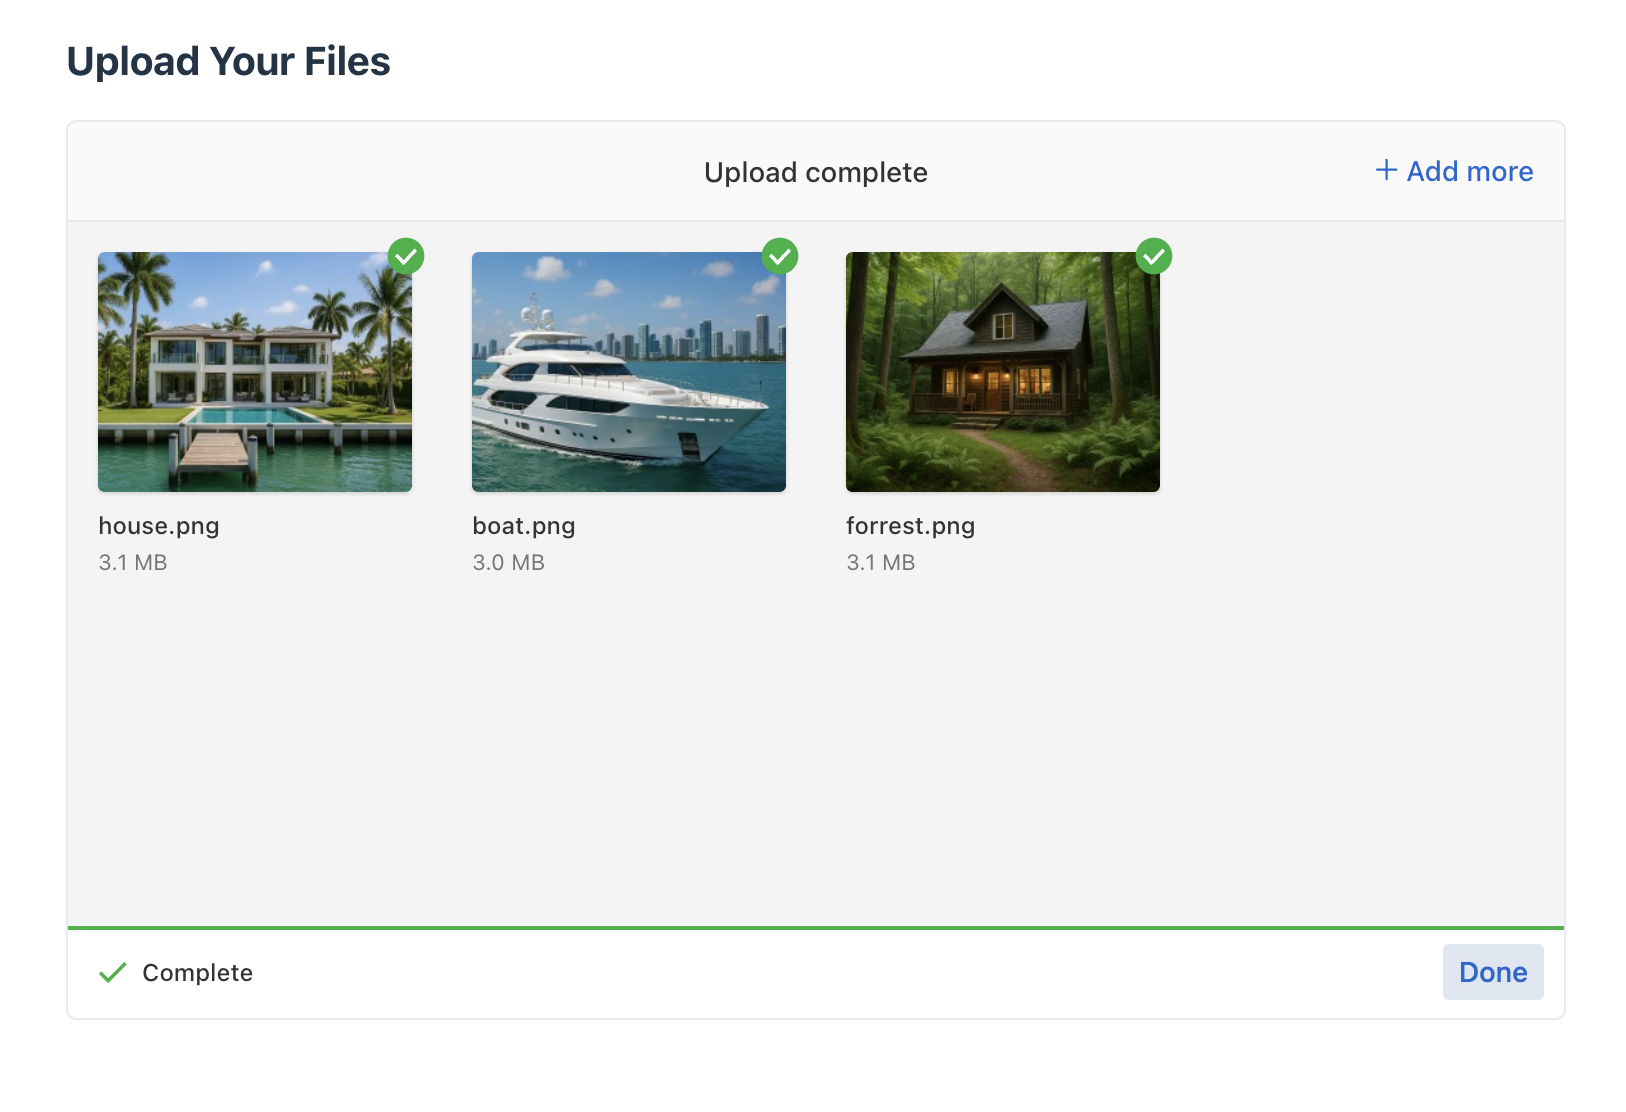 Upload Your Files
Upload complete
+ Add more
house.png
3.1 MB
boat.png
3.0 MB
forrest.png
3.1 MB
Complete
Done